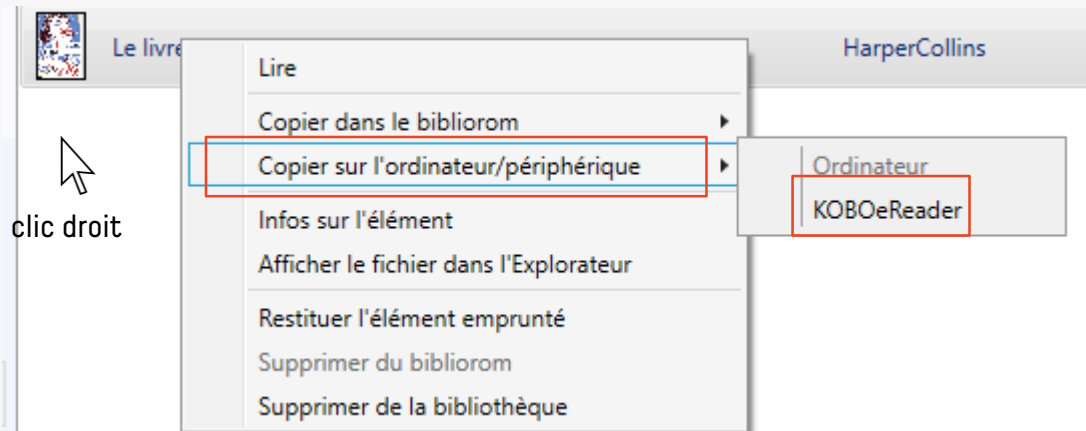 Le livre
HarperCollins
Lire
Copier dans le bibliorom
Copier sur l'ordinateur/périphérique
Ordinateur
KOBOeReader
clic droit
Infos sur l'élément
Afficher le fichier dans l'Explorateur
Restituer l'élément emprunté
Supprimer du bibliorom
Supprimer de la bibliothèque